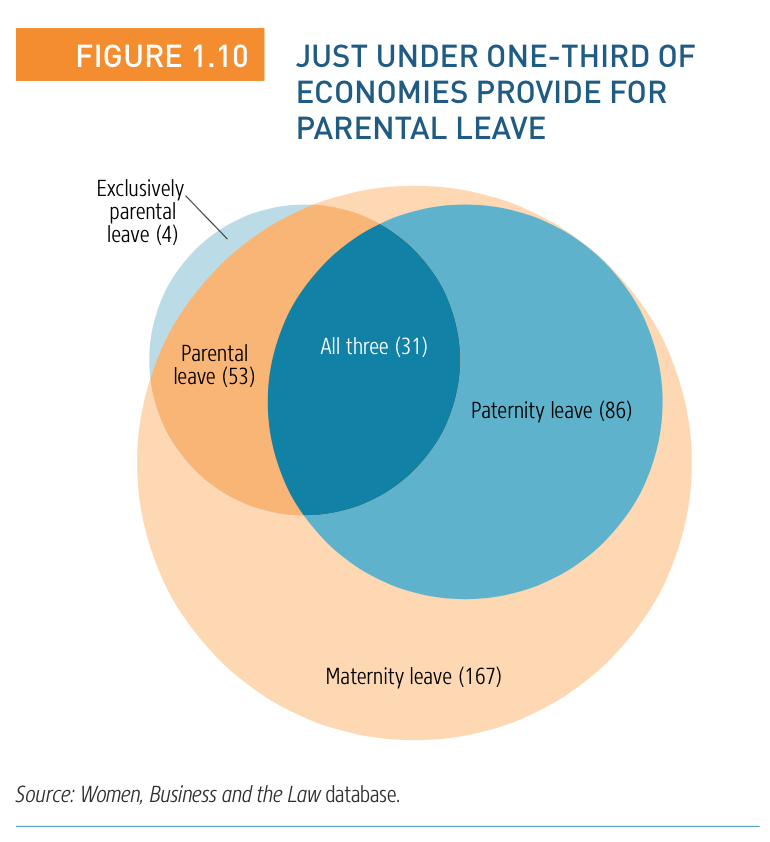 FIGURE 1.10
JUST UNDER ONE-THIRD OF
ECONOMIES PROVIDE FOR
PARENTAL LEAVE
Exclusively
parental
leave (4)
All three (31)
Parental
leave (53)
Paternity leave (86)
Maternity leave (167)
Source: Women, Business and the Law database.